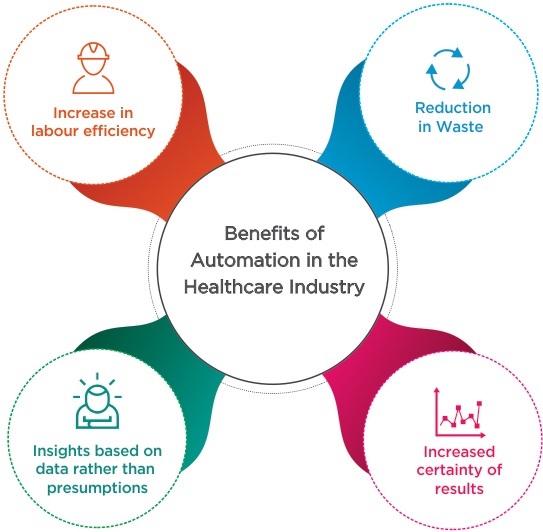 Increase in
labour efficiency
Reduction
in Waste
Benefits of
Automation in the
Healthcare Industry
Insights based on
data rather than
presumptions
Increased
certainty of
results